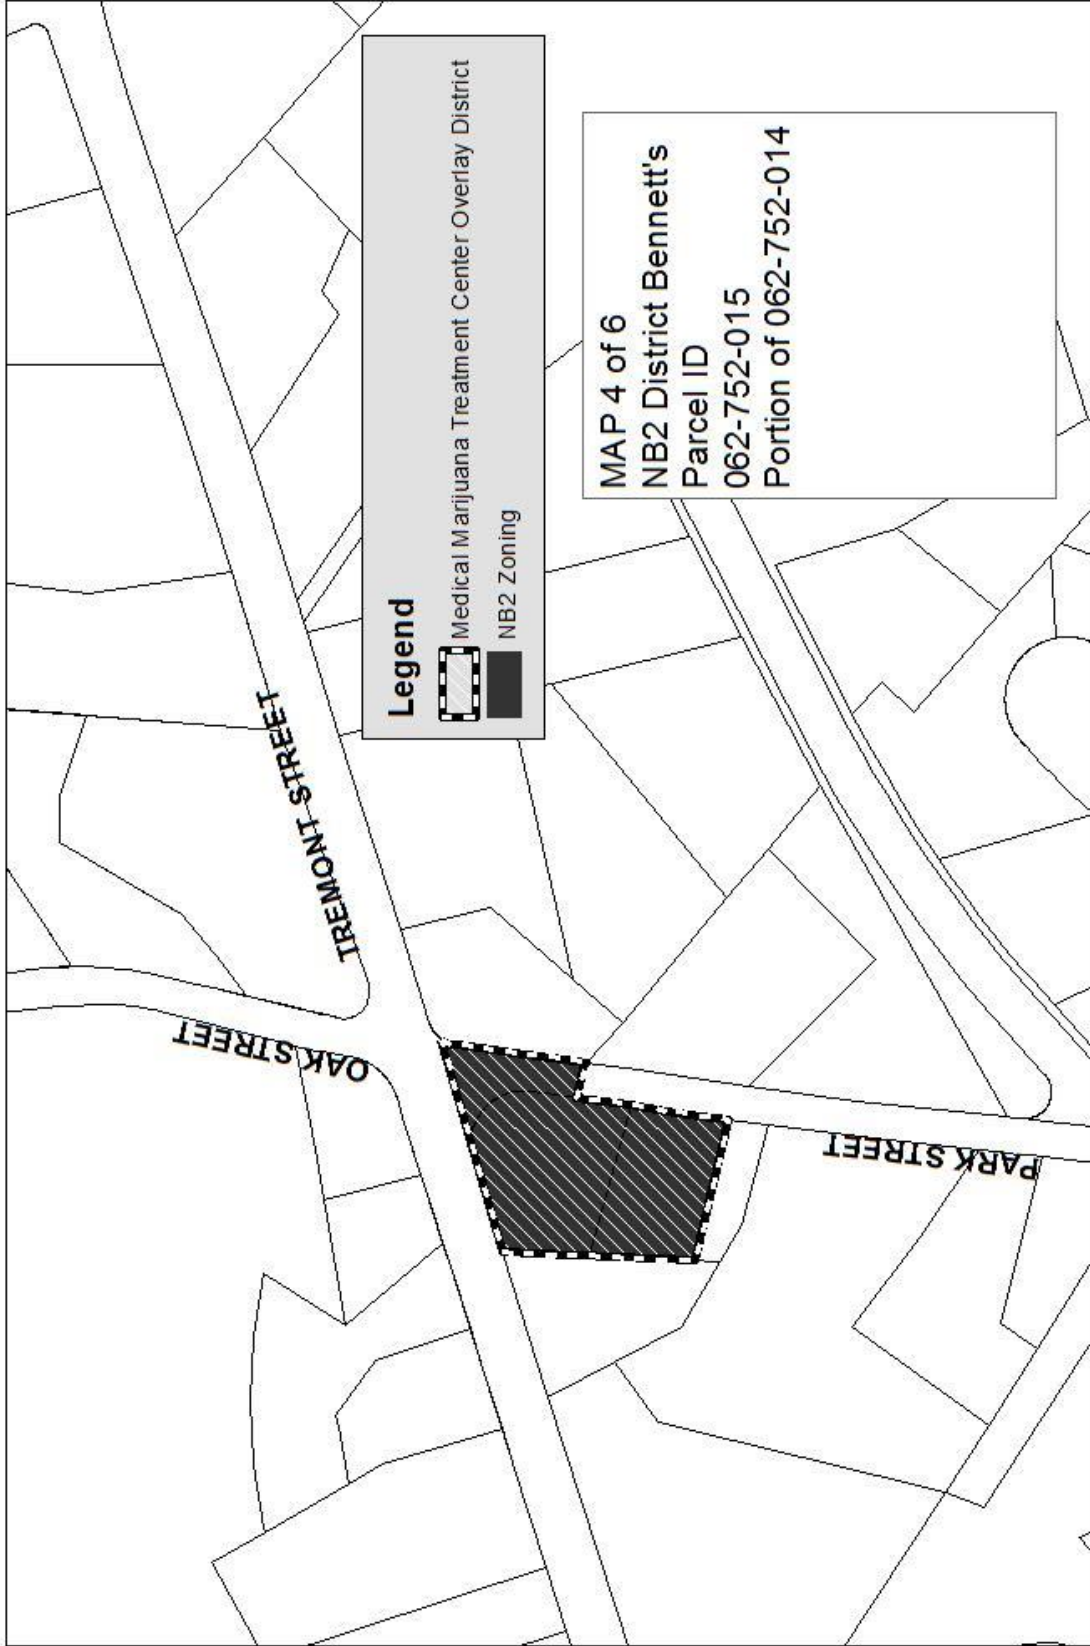 OAK STREET
TREMONT STREET
PARK STREET
Legend
Medical Marijuana Treatment Center Overlay District
NB2 Zoning
MAP 4 of 6
NB2 District Bennett's
Parcel ID
062-752-015
Portion of 062-752-014